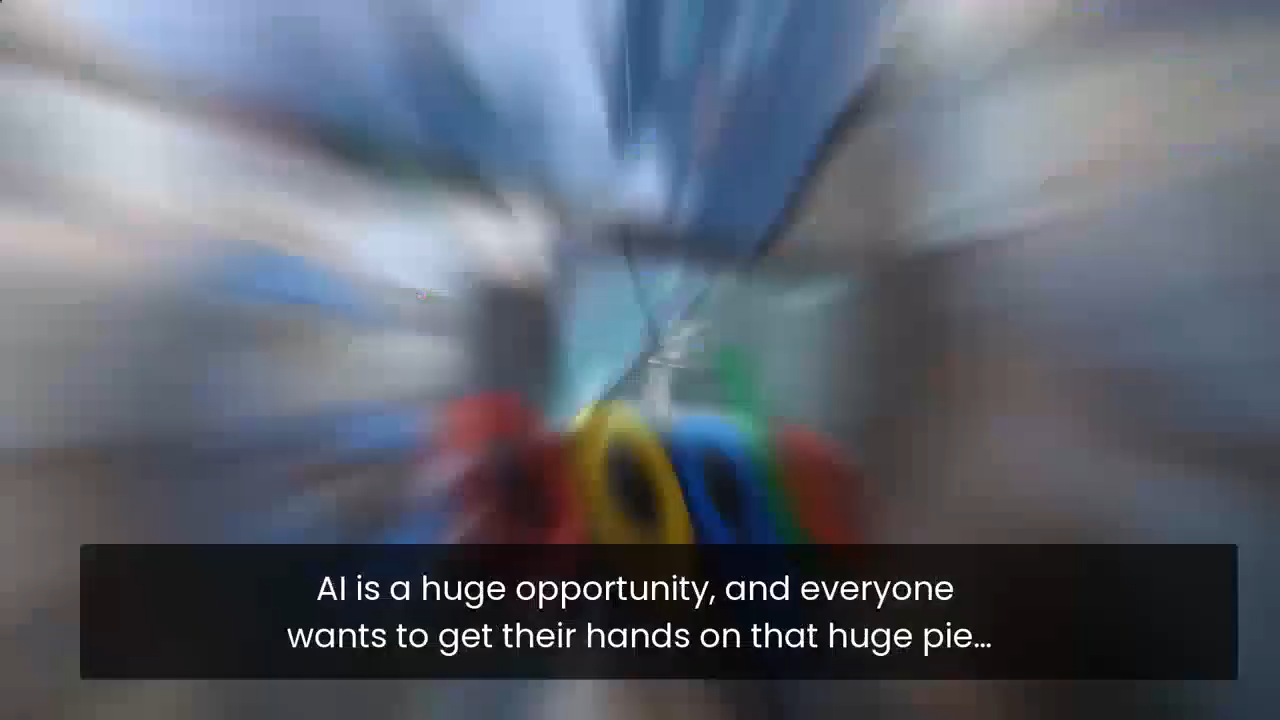 AI is a huge opportunity, and everyone
wants to get their hands on that huge pie...